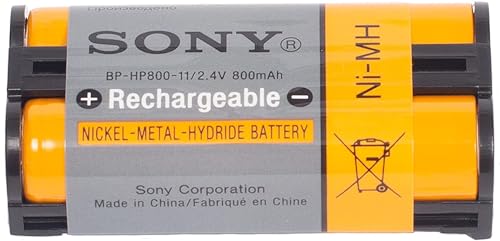 SONY®
BP-HP800-11/2.4V 800mAh
+ Rechargeable -
NICKEL-METAL-HYDRIDE BATTERY
Sony Corporation
Made in China/Fabriqué en Chine
Ni-MH